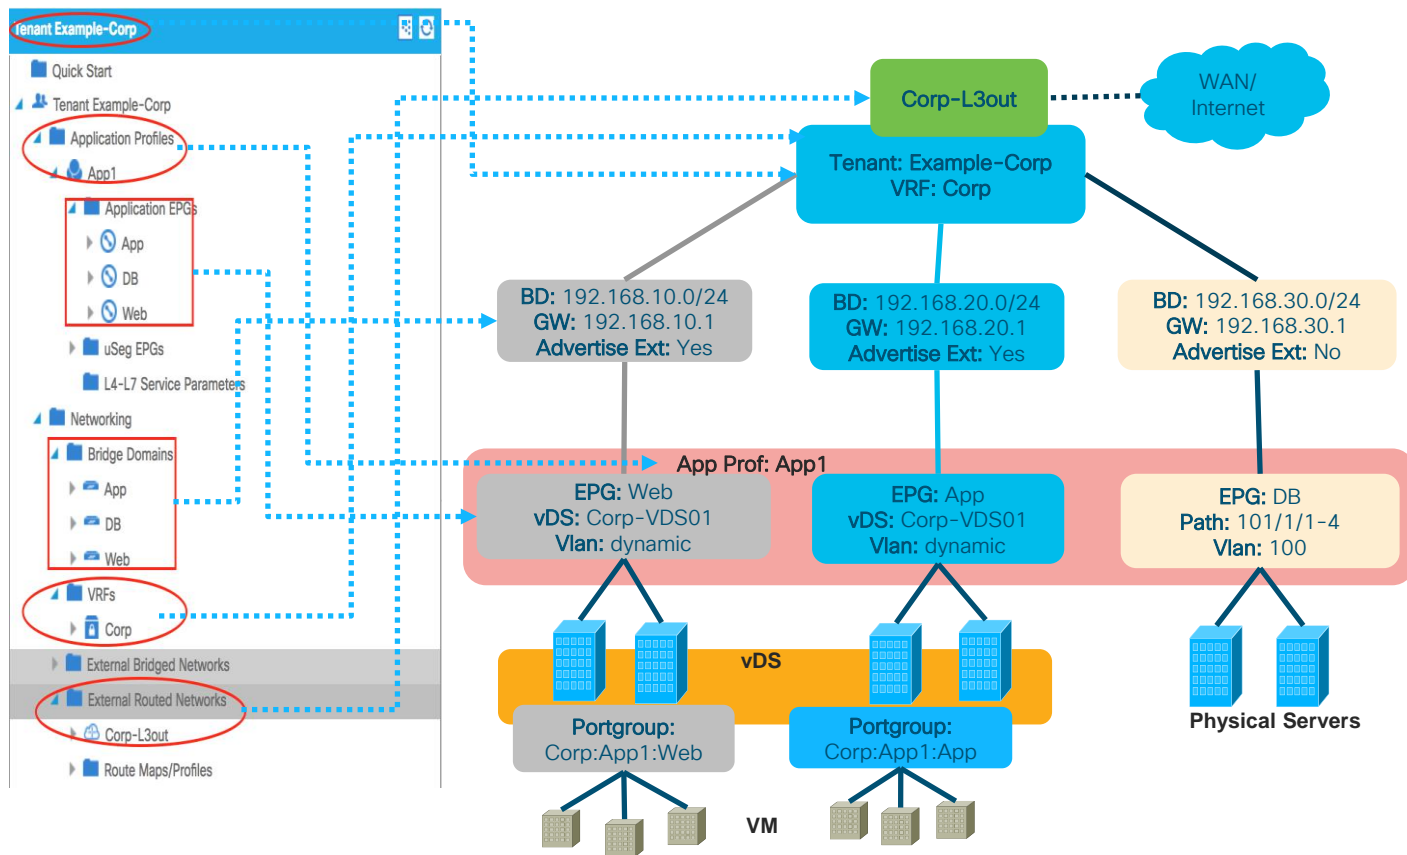 Tenant Example-Corp
Quick Start
Tenant Example-Corp
Application Profiles
App1
Application EPGs
App
DB
Web
uSeg EPGs
L4-L7 Service Parameters
Networking
Bridge Domains
App
DB
Web
VRFs
Corp
External Bridged Networks
External Routed Networks
Corp-L3out
Route Maps/Profiles
Corp-L3out
WAN/
Internet
Tenant: Example-Corp
VRF: Corp
BD: 192.168.10.0/24
GW: 192.168.10.1
Advertise Ext: Yes
BD: 192.168.20.0/24
GW: 192.168.20.1
Advertise Ext: Yes
BD: 192.168.30.0/24
GW: 192.168.30.1
Advertise Ext: No
App Prof: App1
EPG: Web
vDS: Corp-VDS01
Vlan: dynamic
EPG: App
vDS: Corp-VDS01
Vlan: dynamic
EPG: DB
Path: 101/1/1-4
Vlan: 100
vDS
Physical Servers
Portgroup:
Corp:App1:Web
Portgroup:
Corp:App1:App
VM